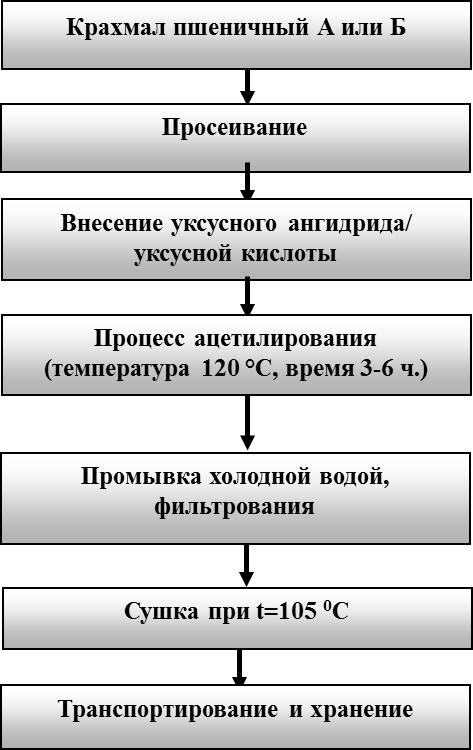 Крахмал пшеничный А или Б
Просеивание
Внесение уксусного ангидрида/
уксусной кислоты
Процесс ацетилирования
(температура 120 °С, время 3-6 ч.)
Промывка холодной водой,
фильтрования
Сушка при t=105 ⁰С
Транспортирование и хранение